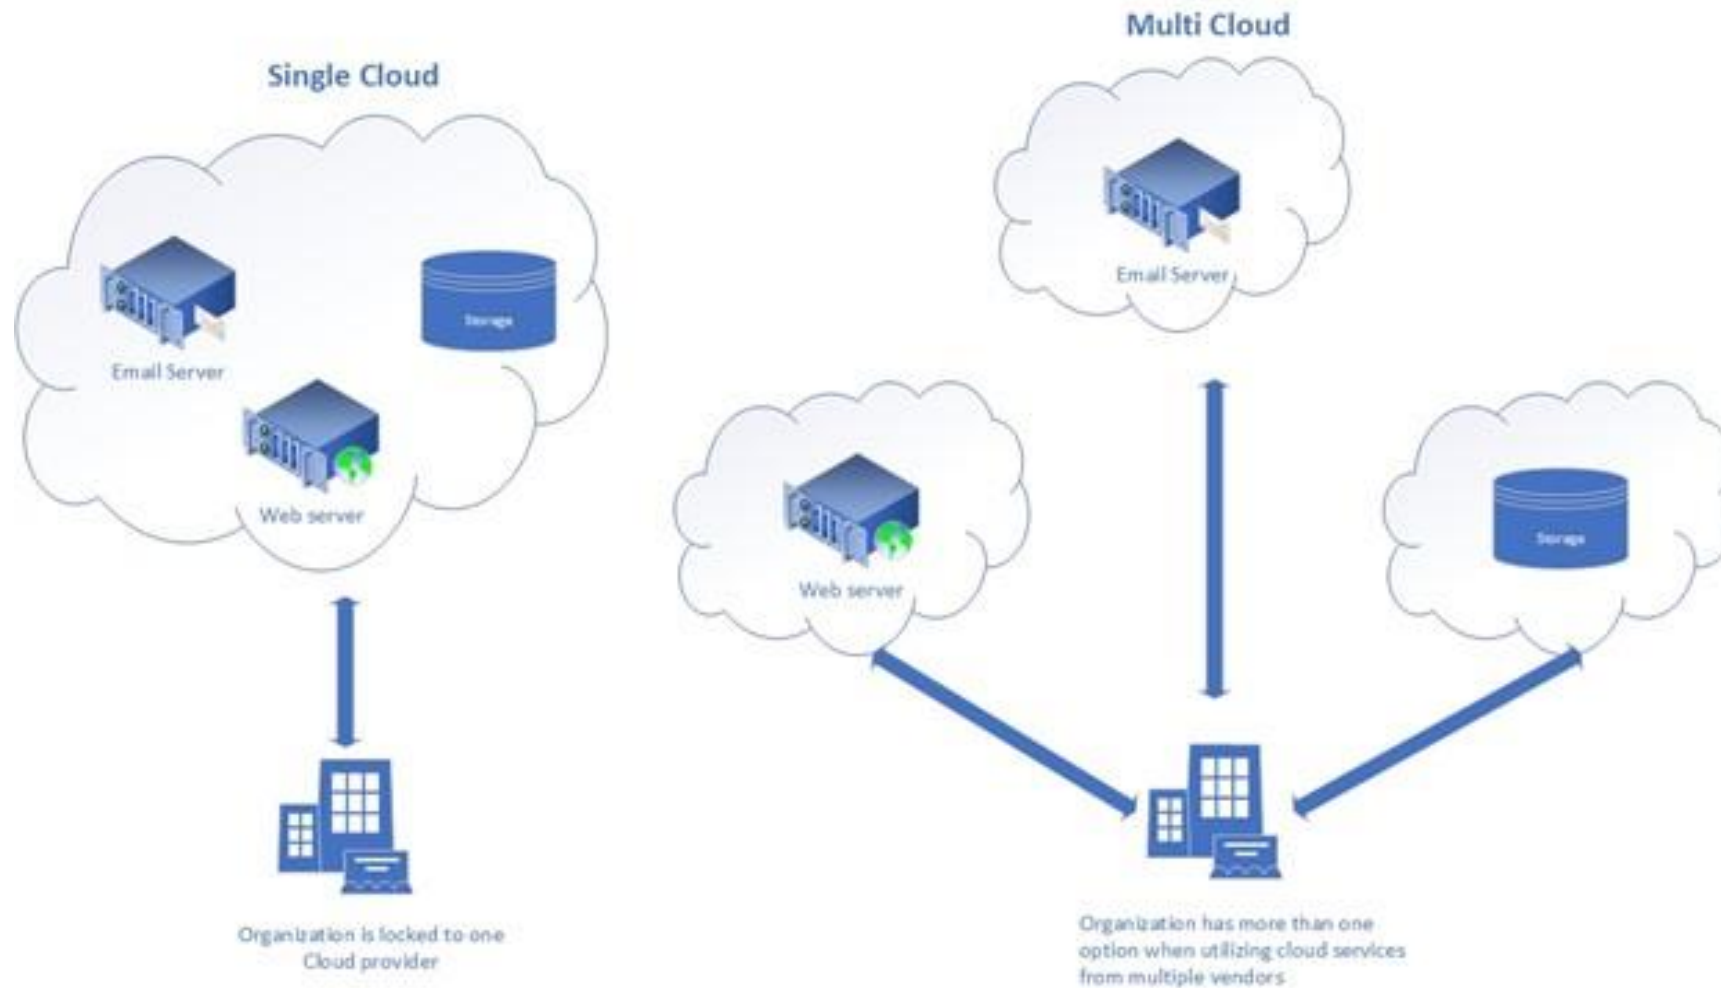 Single Cloud
Email Server
Storage
Web server
Organization is locked to one
Cloud provider
Multi Cloud
Email Server
Web server
Storage
Organization has more than one
option when utilizing cloud services
from multiple vendors